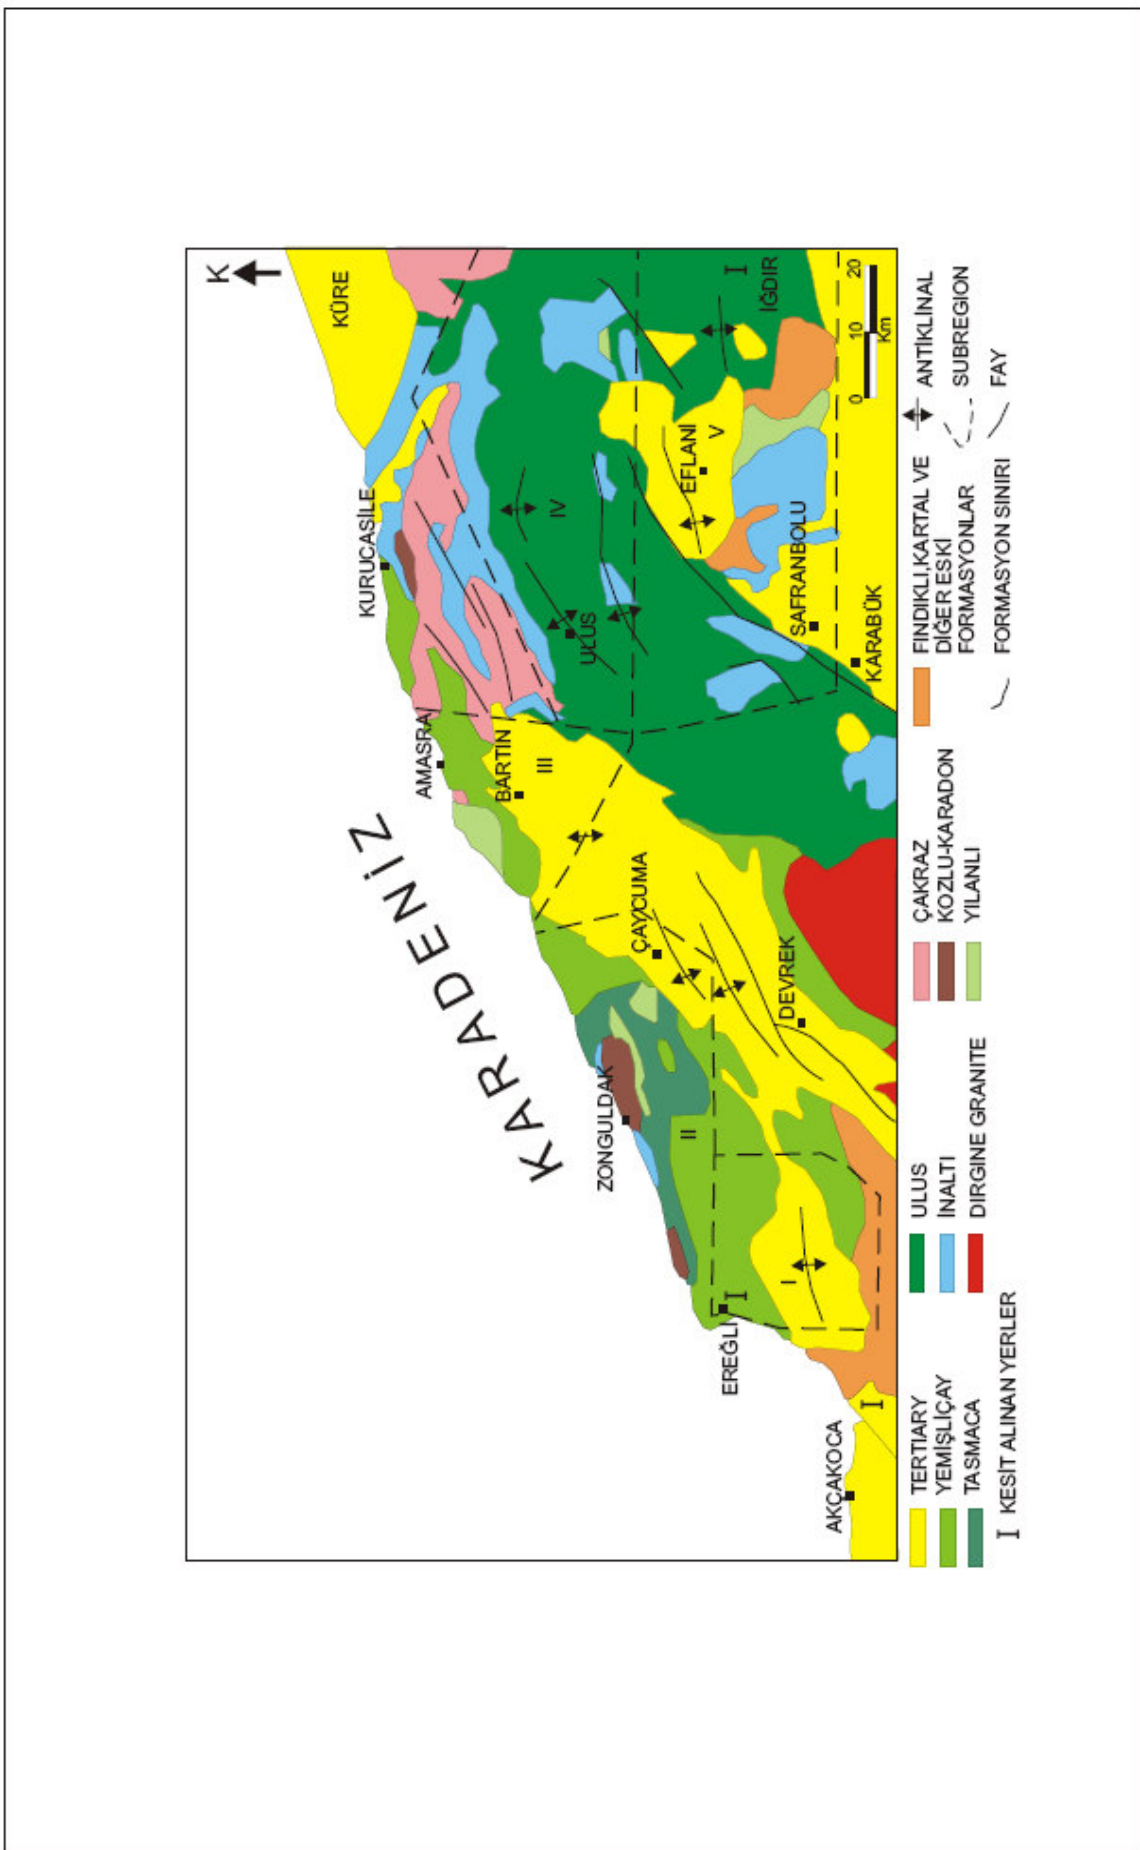 K
KÜRE
KURUCAŞİLE
AMASRA
KARADENİZ
BARTIN
III
IV
ULUS
I
IĞDIR
EFLANİ
V
SAFRANBOLU
KARABÜK
ÇAYCUMA
DEVREK
ZONGULDAK
II
EREĞLİ
I
I
AKÇAKOCA
I
0 10 20
Km
TERTIARY
YEMİŞLİÇAY
TASMACA
I KESİT ALINAN YERLER
ULUS
İNALTI
DIRGINE GRANITE
ÇAKRAZ
KOZLU-KARADON
YILANLI
FINDIKLI,KARTAL VE
DİĞER ESKİ
FORMASYONLAR
FORMASYON SINIRI
ANTİKLİNAL
SUBREGION
FAY